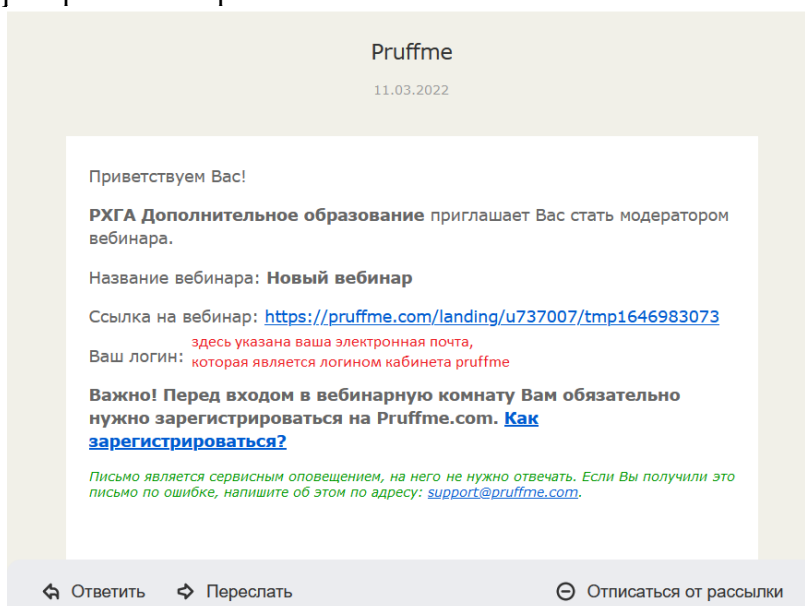 Pruffme
11.03.2022
Приветствуем Вас!
РХГА Дополнительное образование приглашает Вас стать модератором
вебинара.
Название вебинара: Новый вебинар
Ссылка на вебинар: https://pruffme.com/landing/u737007/tmp1646983073
здесь указана ваша электронная почта,
Ваш логин: которая является логином кабинета pruffme
Важно! Перед входом в вебинарную комнату Вам обязательно
нужно зарегистрироваться на Pruffme.com. Как
зарегистрироваться?
Письмо является сервисным оповещением, на него не нужно отвечать. Если Вы получили это
письмо по ошибке, напишите об этом по адресу: support@pruffme.com.
Ответить Переслать Отписаться от рассылки